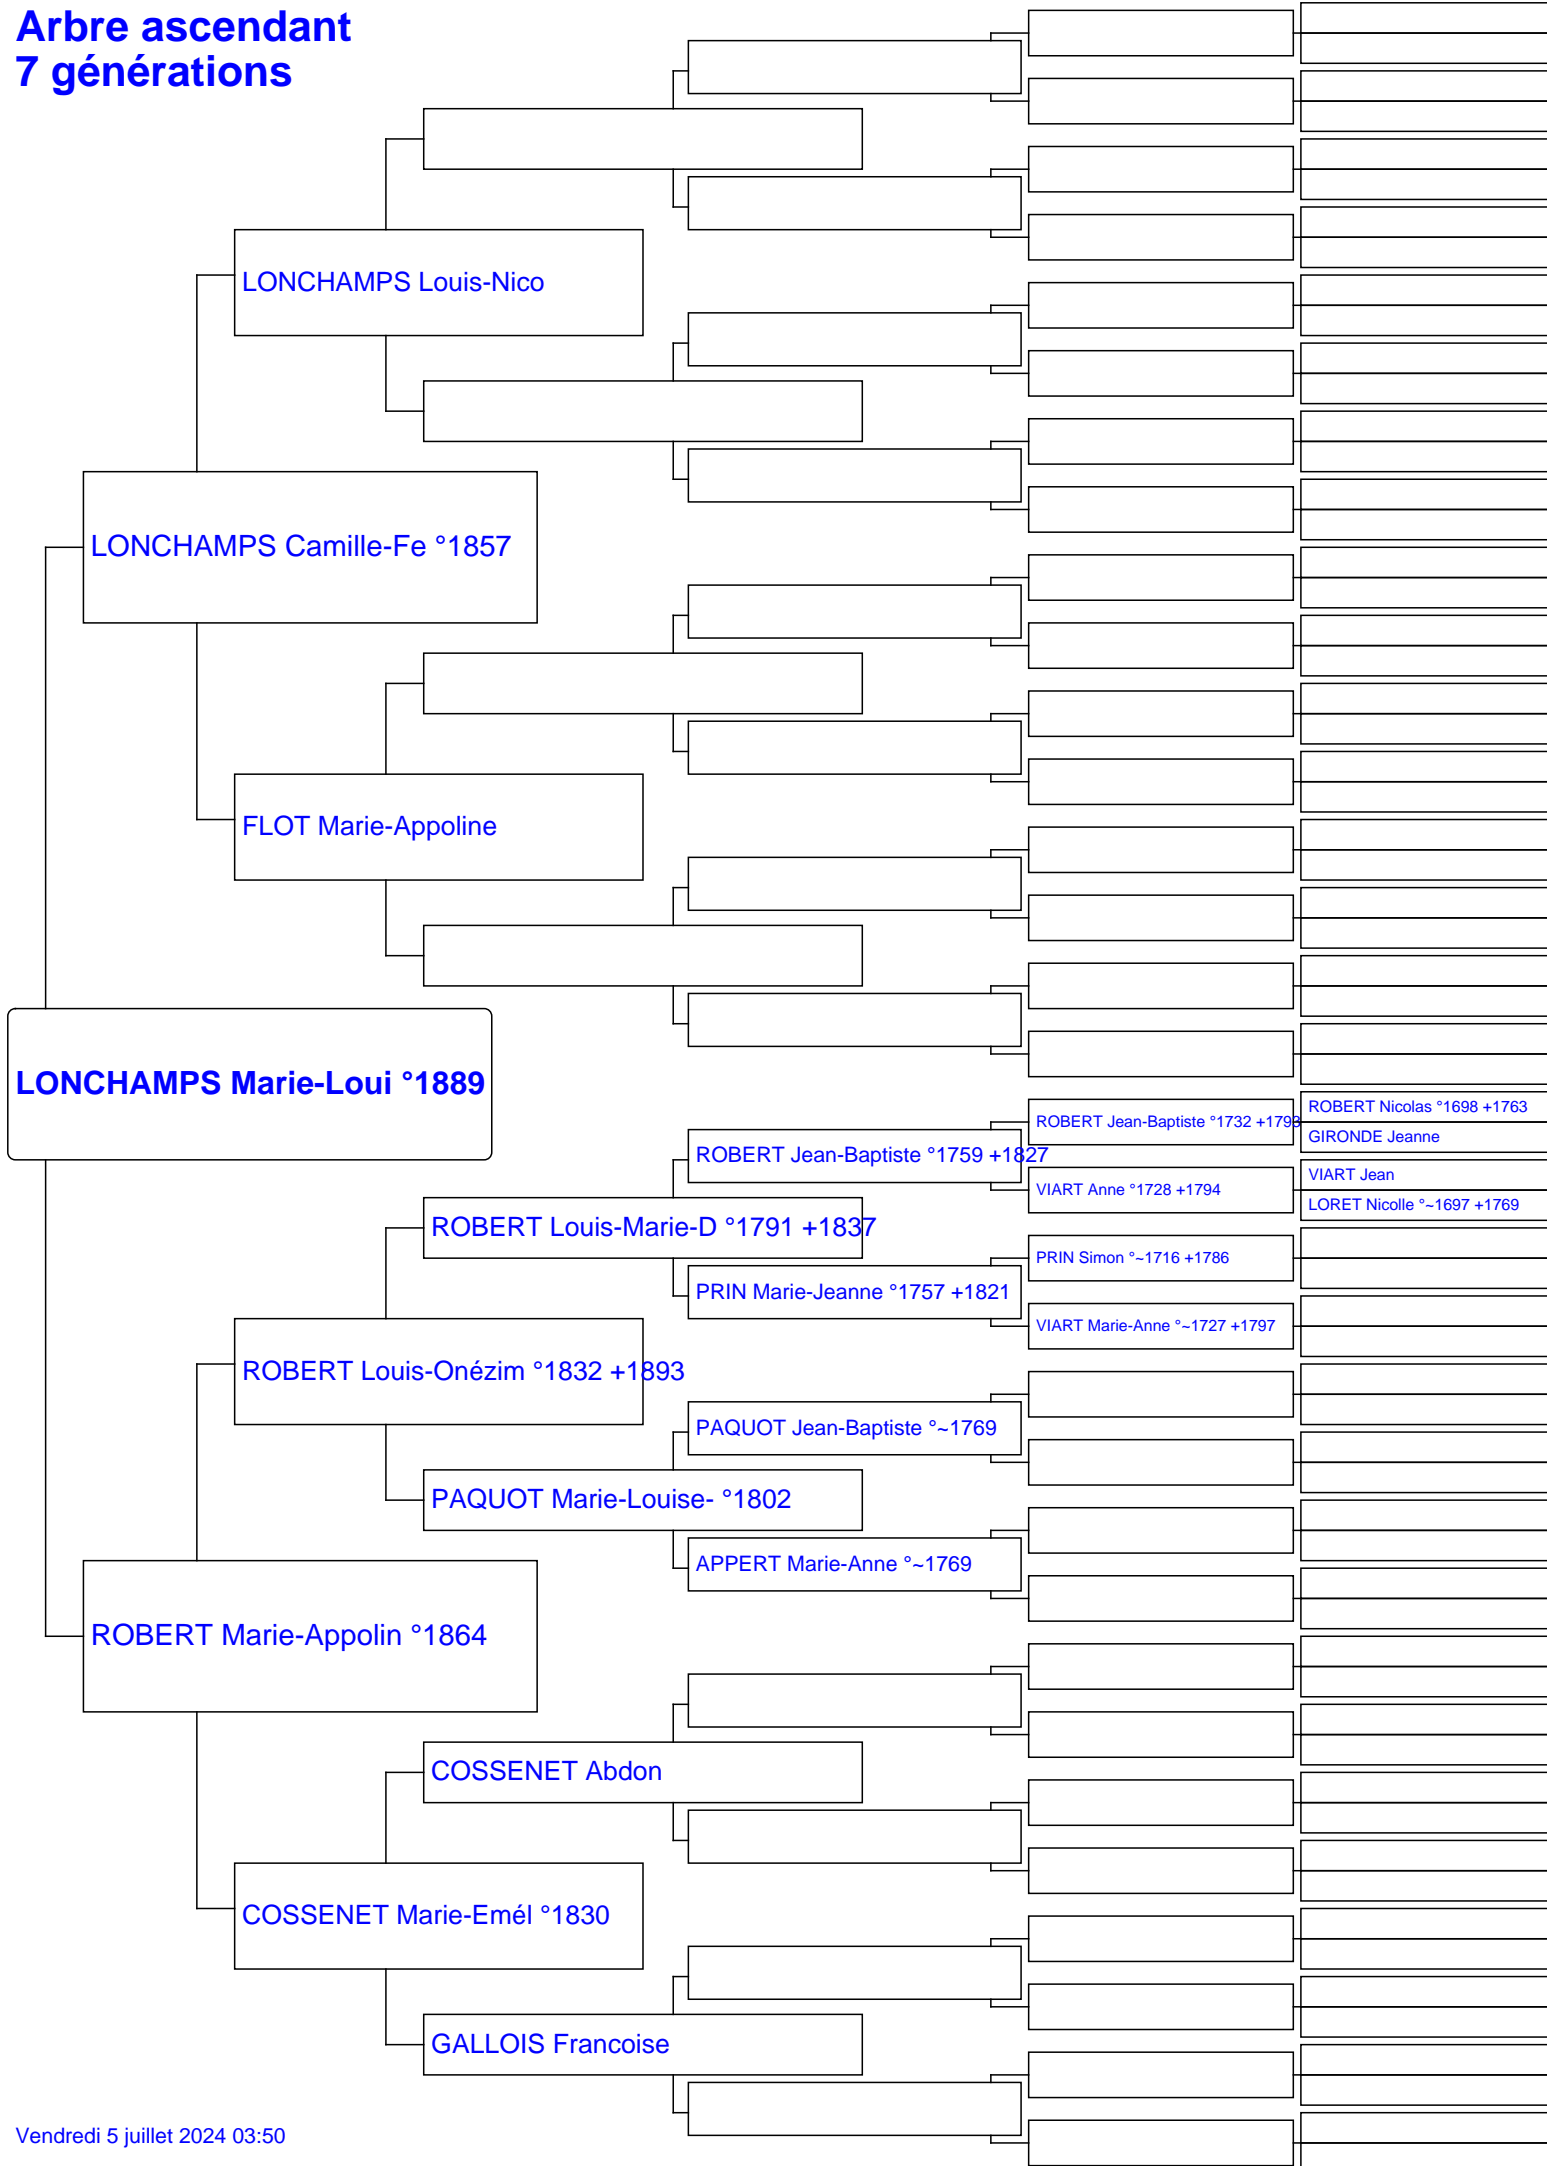 Arbre ascendant
7 générations
LONCHAMPS Louis-Nico
LONCHAMPS Camille-Fe °1857
FLOT Marie-Appoline
LONCHAMPS Marie-Loui °1889
ROBERT Nicolas °1698 +1763
ROBERT Jean-Baptiste °1732 +1793
GIRONDE Jeanne
ROBERT Jean-Baptiste °1759 +1827
VIART Jean
VIART Anne °1728 +1794
LORET Nicolle °~1697 +1769
ROBERT Louis-Marie-D °1791 +1837
PRIN Simon °~1716 +1786
PRIN Marie-Jeanne °1757 +1821
VIART Marie-Anne °~1727 +1797
ROBERT Louis-Onézim °1832 +1893
PAQUOT Jean-Baptiste °~1769
PAQUOT Marie-Louise- °1802
APPERT Marie-Anne °~1769
ROBERT Marie-Appolin °1864
COSSENET Abdon
COSSENET Marie-Emél °1830
GALLOIS Francoise
Vendredi 5 juillet 2024 03:50